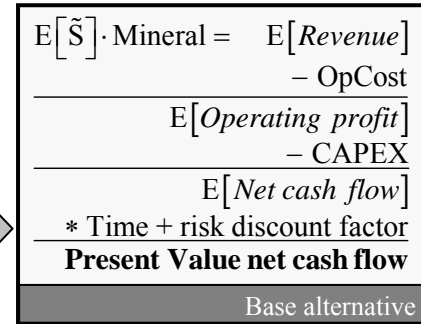 E[S̃]· Mineral = E[Revenue]
− OpCost
E[Operating profit]
− CAPEX
E[Net cash flow]
∗ Time + risk discount factor
Present Value net cash flow
Base alternative